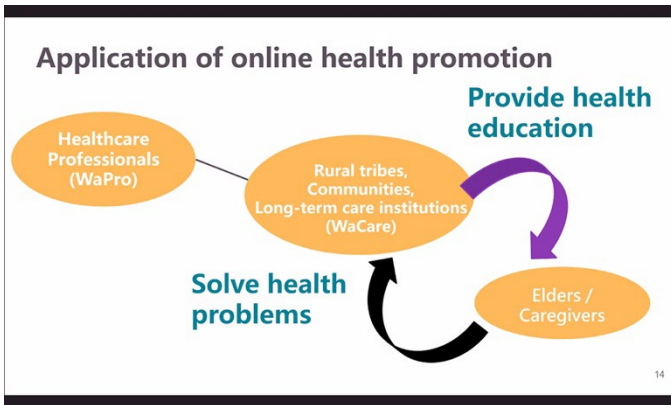 Application of online health promotion
Provide health
education
Healthcare
Professionals
(WaPro)
Rural tribes,
Communities,
Long-term care institutions
(WaCare)
Solve health
problems
Elders /
Caregivers
14